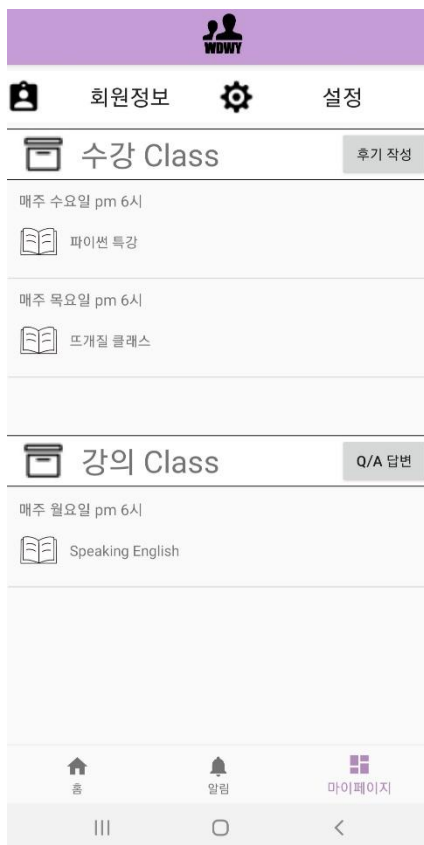 WDWY
회원정보 설정
수강 Class 후기 작성
매주 수요일 pm 6시
파이썬 특강
매주 목요일 pm 6시
뜨개질 클래스
강의 Class Q/A 답변
매주 월요일 pm 6시
Speaking English
홈 알림 마이페이지